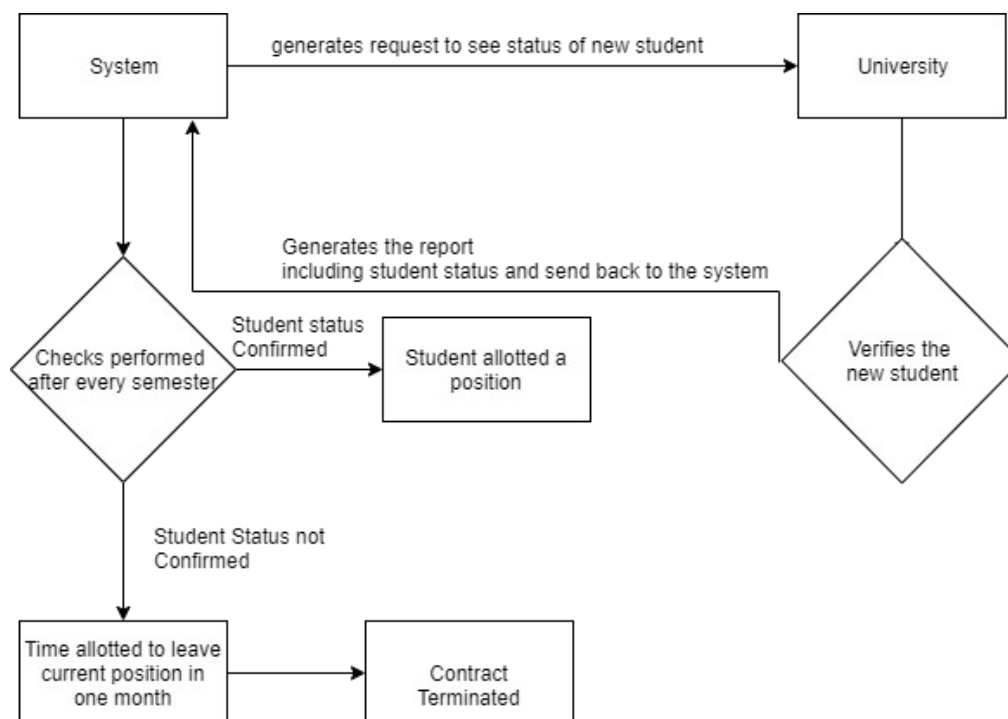 System
generates request to see status of new student
University
Generates the report
including student status and send back to the system
Student status
Confirmed
Checks performed
after every semester
Student allotted a
position
Verifies the
new student
Student Status not
Confirmed
Time allotted to leave
current position in
one month
Contract
Terminated